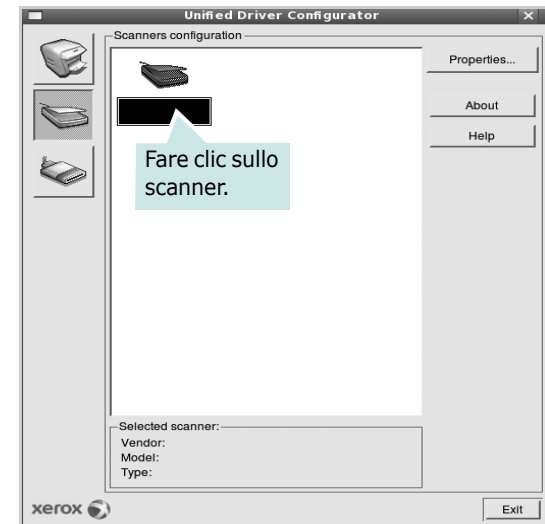 Unified Driver Configurator
Scanners configuration
Properties...
About
Help
Fare clic sullo
scanner.
Selected scanner:
Vendor:
Model:
Type:
xerox
Exit